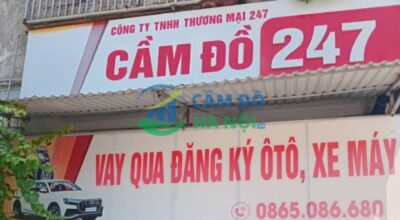 CÔNG TY TNHH THƯƠNG MẠI 247
CẦM ĐỒ 247
CẦM ĐỒ
HÀ NỘI
VAY QUA ĐĂNG KÝ ÔTÔ, XE MÁY
0865.086.680